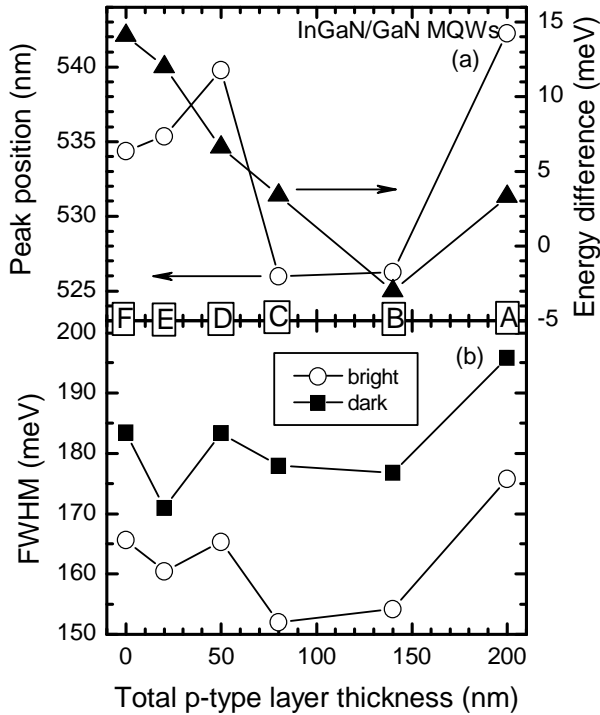 InGaN/GaN MQWs
(a)
Peak position (nm)
540
535
530
525
Energy difference (meV)
15
10
5
0
-5
F E D C B A
(b)
bright
dark
FWHM (meV)
200
190
180
170
160
150
0 50 100 150 200
Total p-type layer thickness (nm)